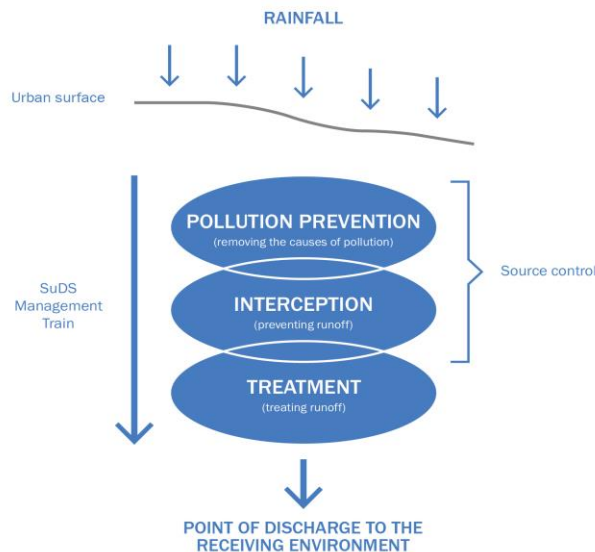 RAINFALL
Urban surface
POLLUTION PREVENTION
(removing the causes of pollution)
Source control
INTERCEPTION
(preventing runoff)
SuDS
Management
Train
TREATMENT
(treating runoff)
POINT OF DISCHARGE TO THE
RECEIVING ENVIRONMENT